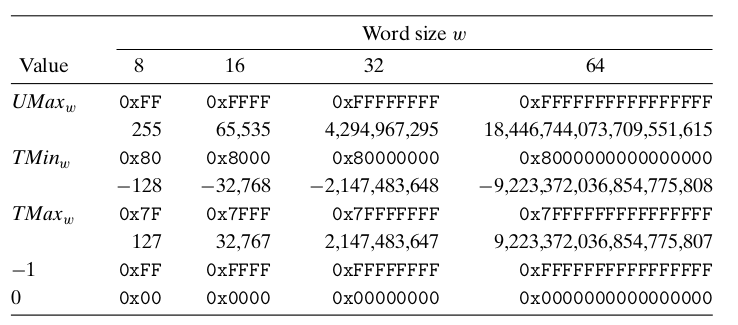 Word size w
Value 8 16 32 64
UMaxw 0xFF 0xFFFF 0xFFFFFFFF 0xFFFFFFFFFFFFFFFF
255 65,535 4,294,967,295 18,446,744,073,709,551,615
TMinw 0x80 0x8000 0x80000000 0x8000000000000000
−128 −32,768 −2,147,483,648 −9,223,372,036,854,775,808
TMaxw 0x7F 0x7FFF 0x7FFFFFFF 0x7FFFFFFFFFFFFFFF
127 32,767 2,147,483,647 9,223,372,036,854,775,807
−1 0xFF 0xFFFF 0xFFFFFFFF 0xFFFFFFFFFFFFFFFF
0 0x00 0x0000 0x00000000 0x0000000000000000